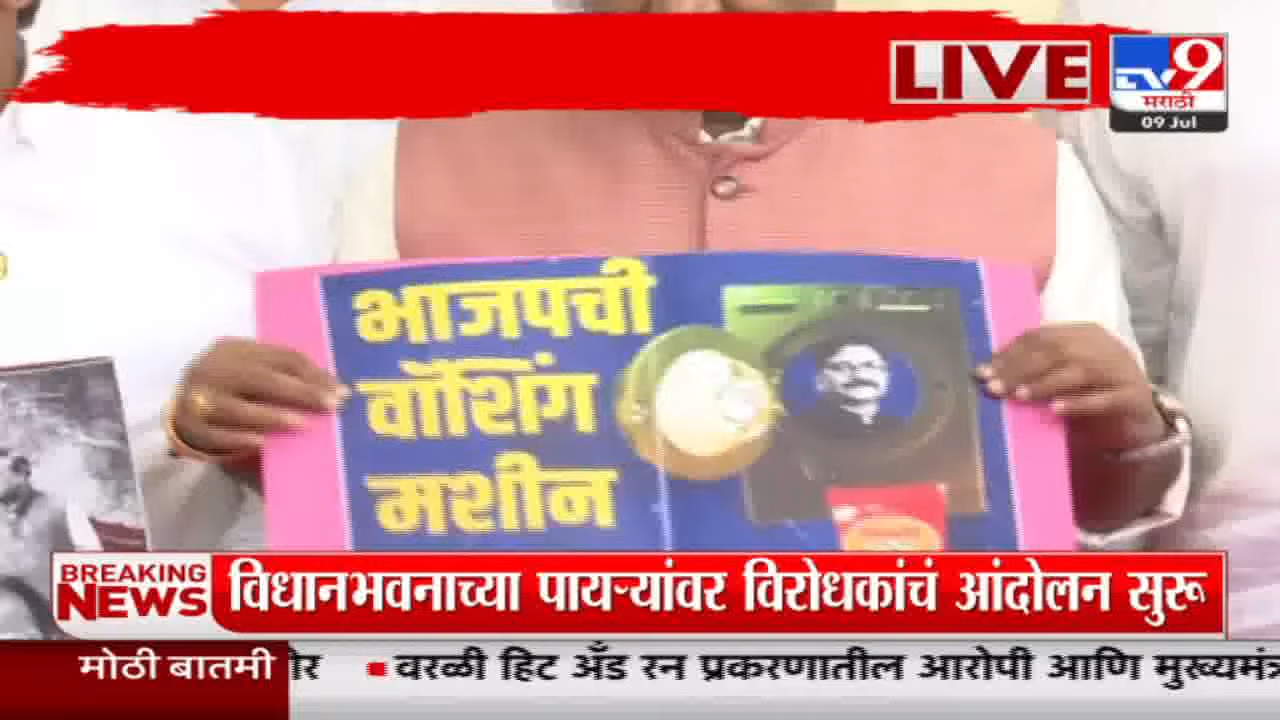 LIVE
TV9
मराठी
09 Jul
भाजपची
वॉशिंग
मशीन
BREAKING
NEWS
विधानभवनाच्या पायऱ्यांवर विरोधकांचं आंदोलन सुरू
मोठी बातमी
वरळी हिट अँड रन प्रकरणातील आरोपी आणि मुख्यमंत्र